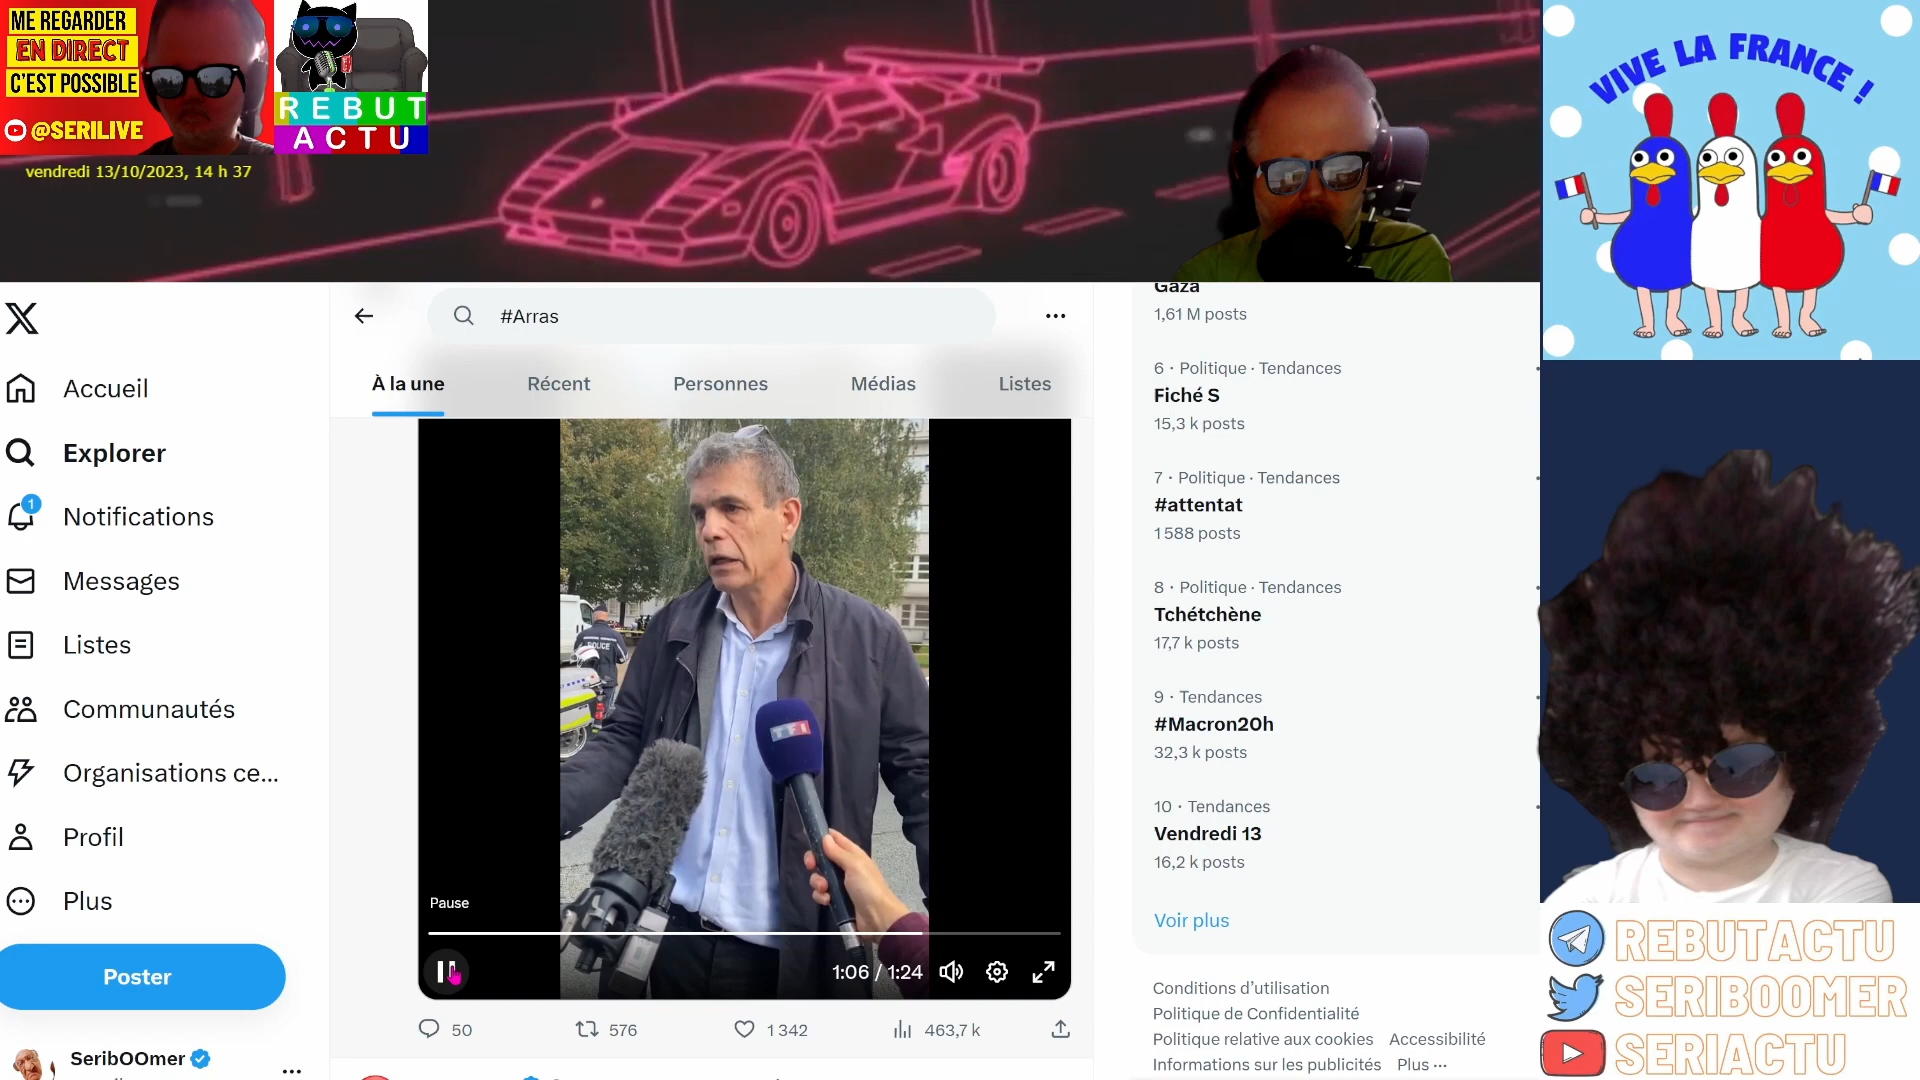 ME REGARDER
EN DIRECT
C'EST POSSIBLE
@SERILIVE
REBUT
ACTU
vendredi 13/10/2023, 14 h 37
VIVE LA FRANCE !
X
Accueil
Explorer
1
Notifications
Messages
Listes
Communautés
Organisations ce...
Profil
Plus
Poster
SeribOOmer
#Arras
À la une
Récent
Personnes
Médias
Listes
POLICE
TF1
Pause
1:06 / 1:24
50
576
1 342
463,7 k
Gaza
1,61 M posts
6 · Politique · Tendances
Fiché S
15,3 k posts
7 · Politique · Tendances
#attentat
1 588 posts
8 · Politique · Tendances
Tchétchène
17,7 k posts
9 · Tendances
#Macron20h
32,3 k posts
10 · Tendances
Vendredi 13
16,2 k posts
Voir plus
Conditions d’utilisation
Politique de Confidentialité
Politique relative aux cookies Accessibilité
Informations sur les publicités Plus ···
REBUTACTU
SERIBOOMER
SERIACTU